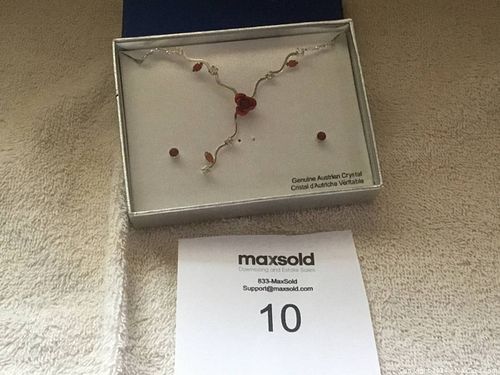 Genuine Austrian Crystal
Cristal d'Autriche Véritable
maxsold
Downsizing and Estate Sales
833-MaxSold
Support@maxsold.com
10